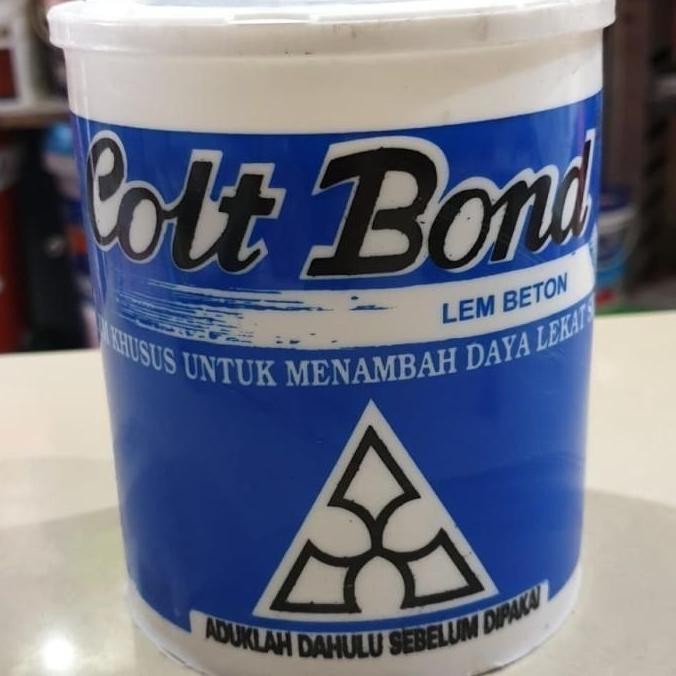 Colt Bond
LEM BETON
KHUSUS UNTUK MENAMBAH DAYA LEKAT
ADUKLAH DAHULU SEBELUM DIPAKAI